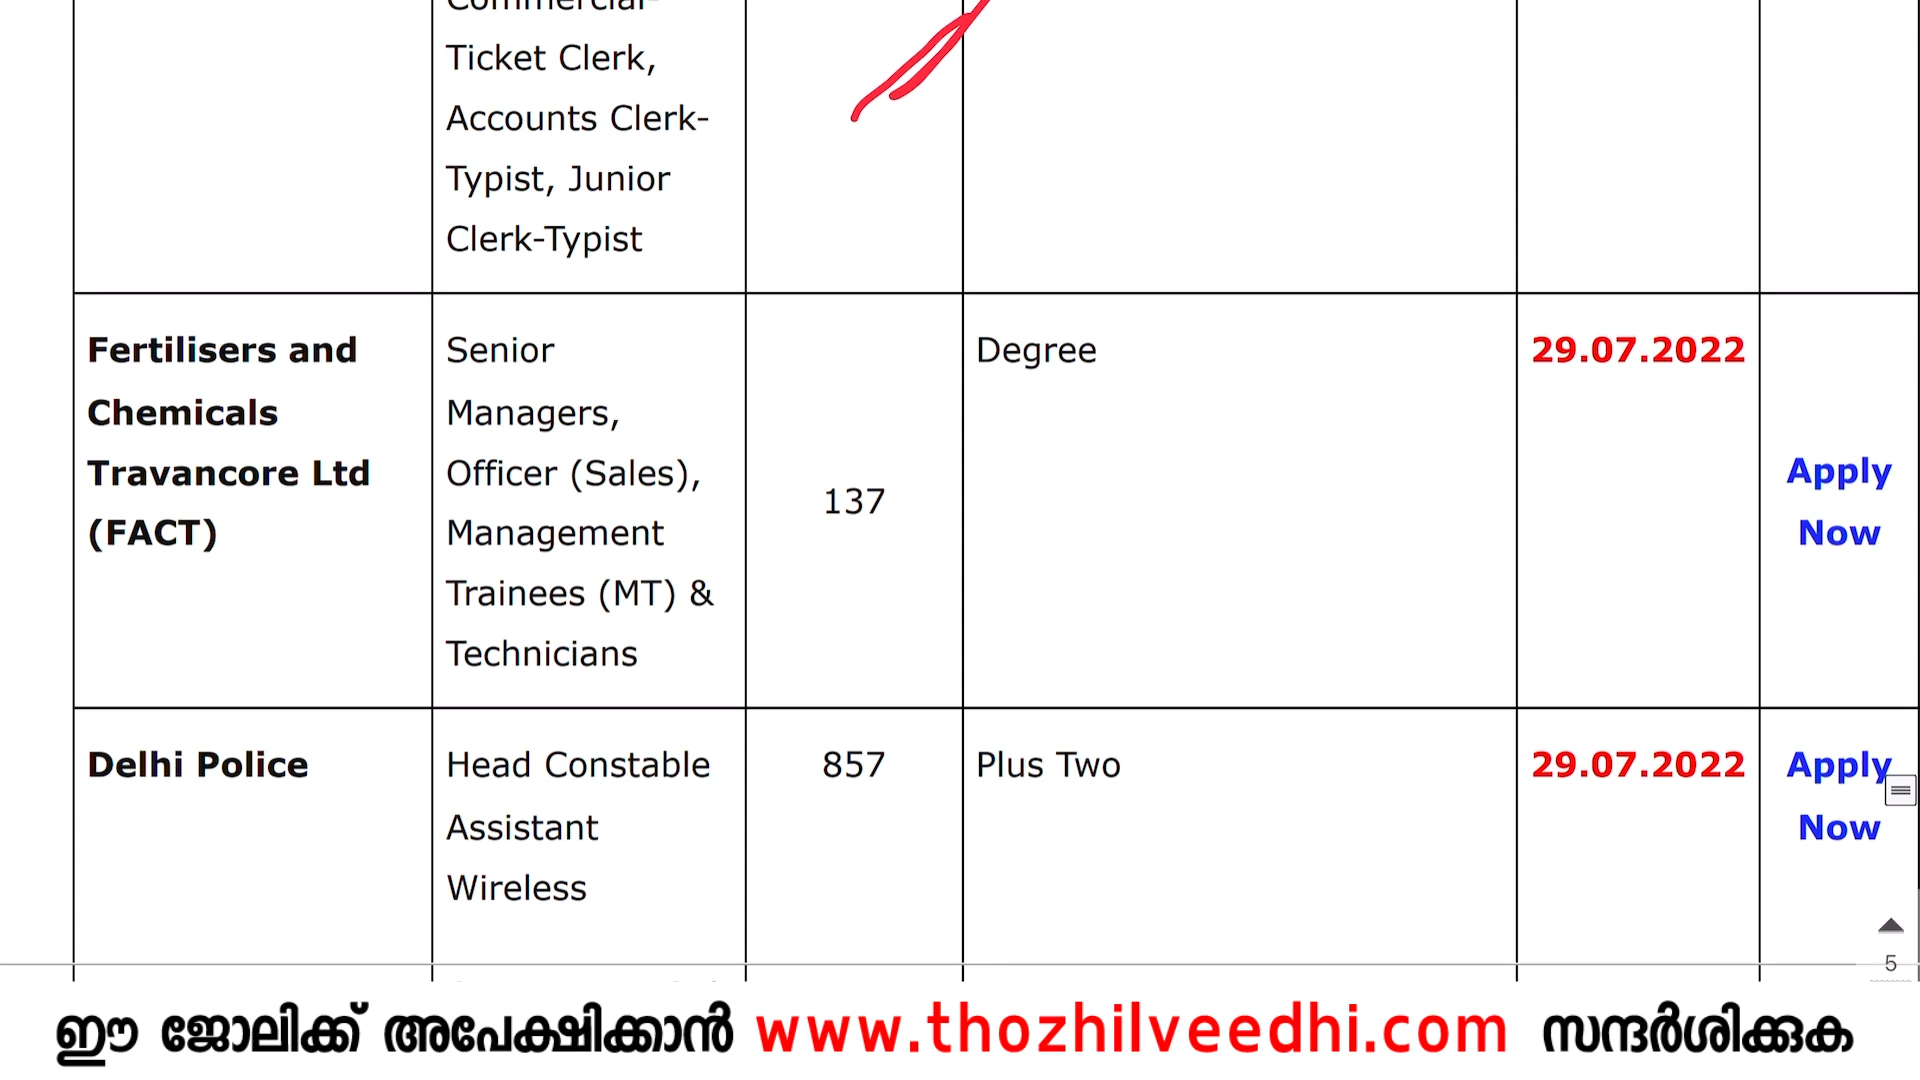 Commercial-
Ticket Clerk,
Accounts Clerk-
Typist, Junior
Clerk-Typist
Fertilisers and
Chemicals
Travancore Ltd
(FACT)
Senior
Managers,
Officer (Sales),
Management
Trainees (MT) &
Technicians
137
Degree
29.07.2022
Apply
Now
Delhi Police
Head Constable
Assistant
Wireless
857
Plus Two
29.07.2022
Apply
Now
5
ഈ ജോലിക്ക് അപേക്ഷിക്കാൻ www.thozhilveedhi.com സന്ദർശിക്കുക